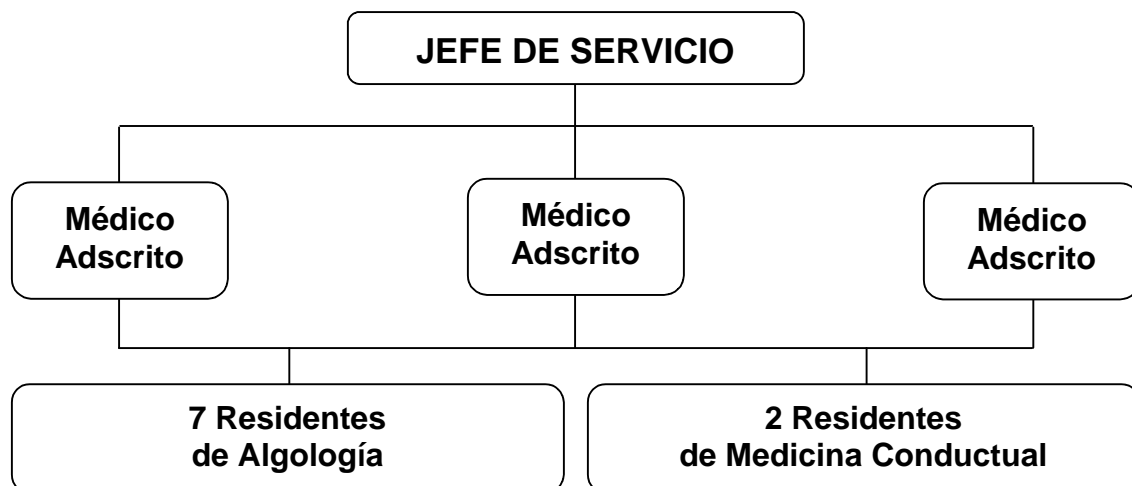 JEFE DE SERVICIO
Médico
Adscrito
Médico
Adscrito
Médico
Adscrito
7 Residentes
de Algología
2 Residentes
de Medicina Conductual